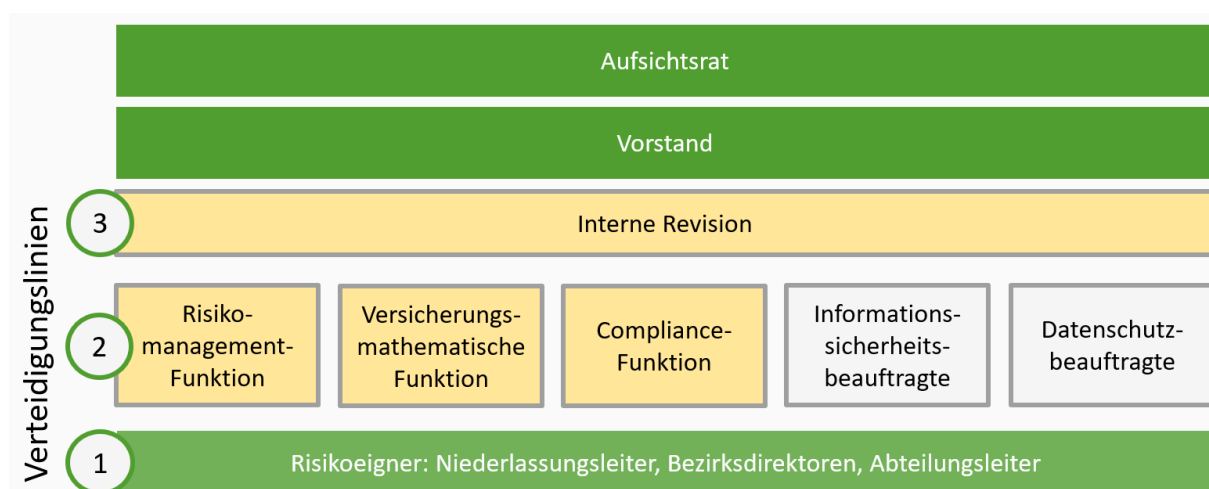 Aufsichtsrat
Vorstand
Verteidigungslinien
3
Interne Revision
2
Risiko-
management-
Funktion
Versicherungs-
mathematische
Funktion
Compliance-
Funktion
Informations-
sicherheits-
beauftragte
Datenschutz-
beauftragte
1
Risikoeigner: Niederlassungsleiter, Bezirksdirektoren, Abteilungsleiter